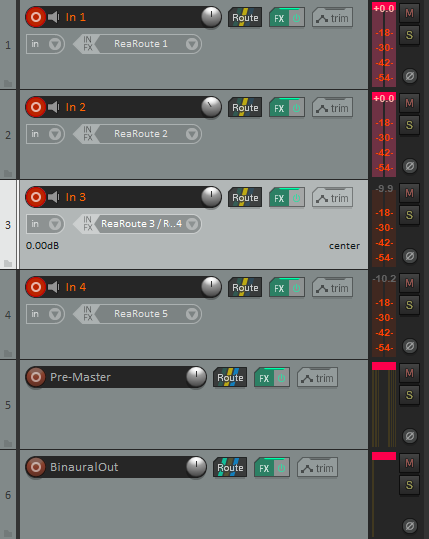 1
In 1
Route
FX
trim
in
IN FX
ReaRoute 1
+0.0
-18-
-30-
-42-
-54-
M
S
Ø
2
In 2
Route
FX
trim
in
IN FX
ReaRoute 2
+0.0
-18-
-30-
-42-
-54-
M
S
Ø
3
In 3
Route
FX
trim
in
IN FX
ReaRoute 3 / R..4
0.00dB
center
-9.9
-18-
-30-
-42-
-54-
M
S
Ø
4
In 4
Route
FX
trim
in
IN FX
ReaRoute 5
-10.2
-18-
-30-
-42-
-54-
M
S
Ø
5
Pre-Master
Route
FX
trim
M
S
Ø
6
BinauralOut
Route
FX
trim
M
S
Ø